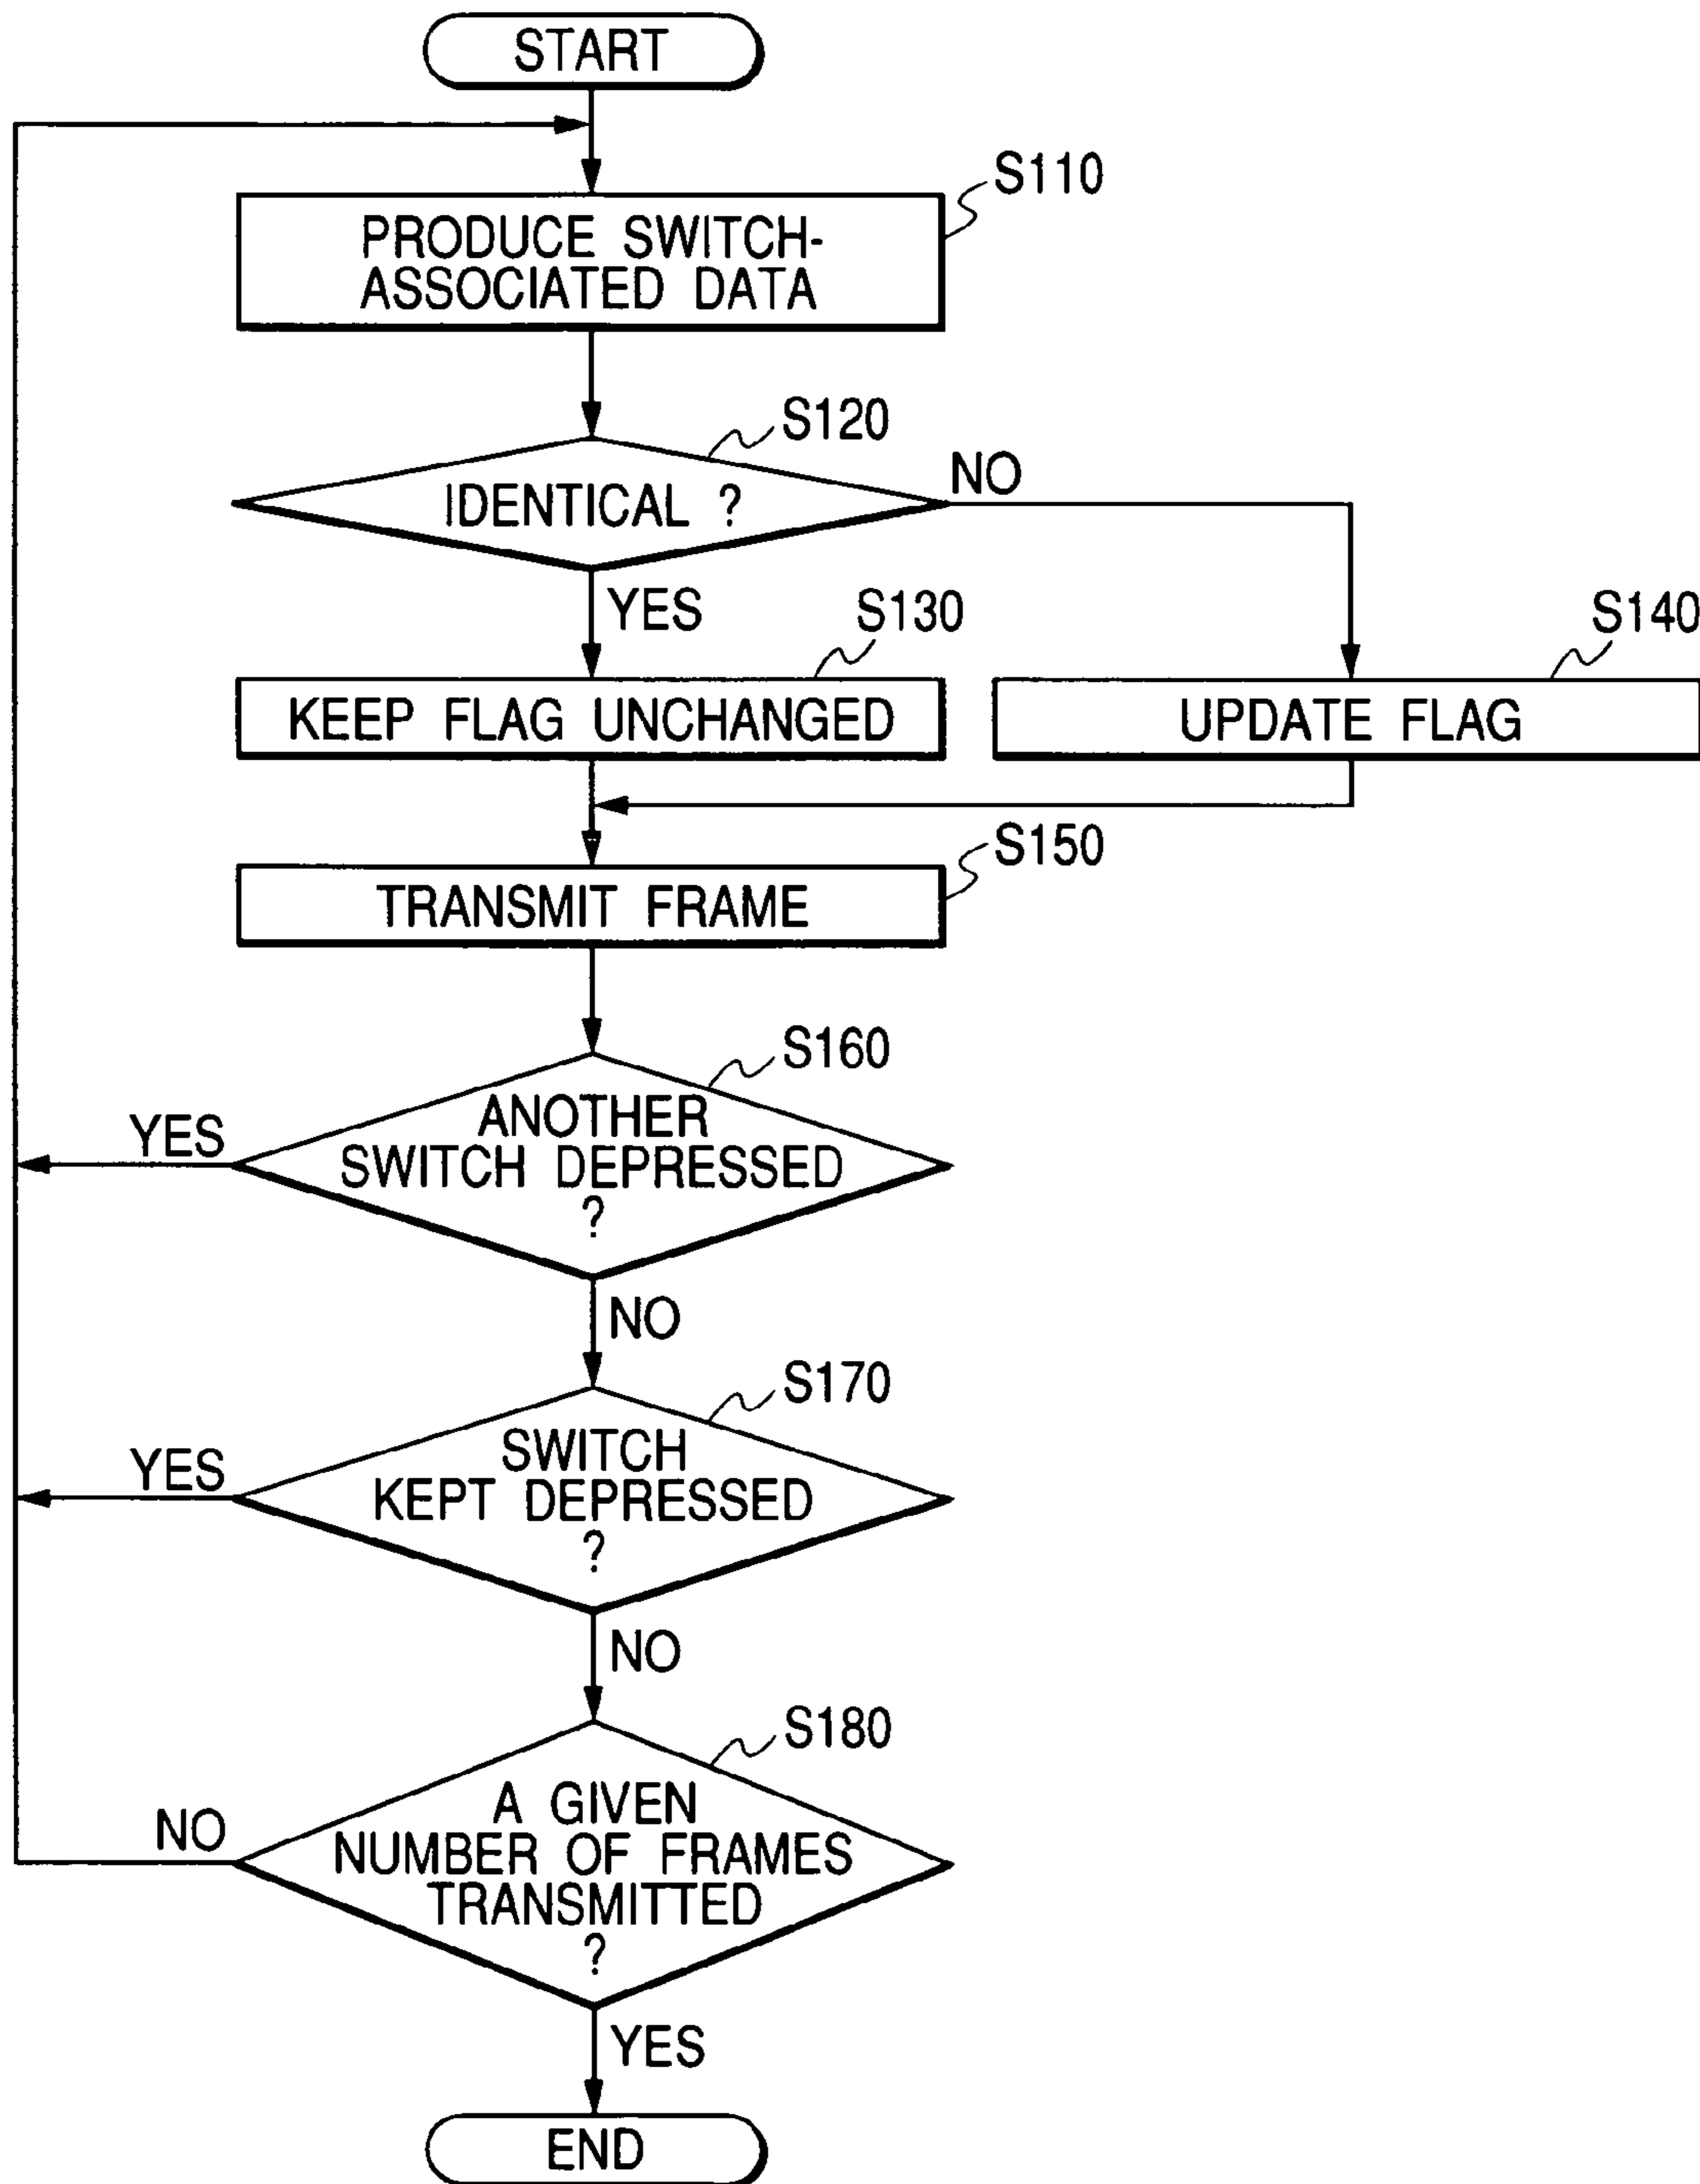 START
S110
PRODUCE SWITCH-
ASSOCIATED DATA
S120
IDENTICAL ?
NO
YES
S130
S140
KEEP FLAG UNCHANGED
UPDATE FLAG
S150
TRANSMIT FRAME
S160
ANOTHER
SWITCH DEPRESSED
?
YES
NO
S170
SWITCH
KEPT DEPRESSED
?
YES
NO
S180
A GIVEN
NUMBER OF FRAMES
TRANSMITTED
?
NO
YES
END